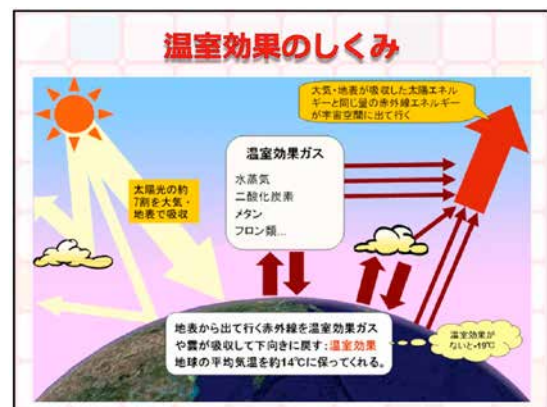 温室効果のしくみ
大気・地表が吸収した太陽エネル
ギーと同じ量の赤外線エネルギー
が宇宙空間に出て行く
温室効果ガス
水蒸気
二酸化炭素
メタン
フロン類...
太陽光の約
7割を大気・
地表で吸収
地表から出て行く赤外線を温室効果ガス
や雲が吸収して下向きに戻す:温室効果
地球の平均気温を約14℃に保ってくれる。
温室効果が
ないと-19℃